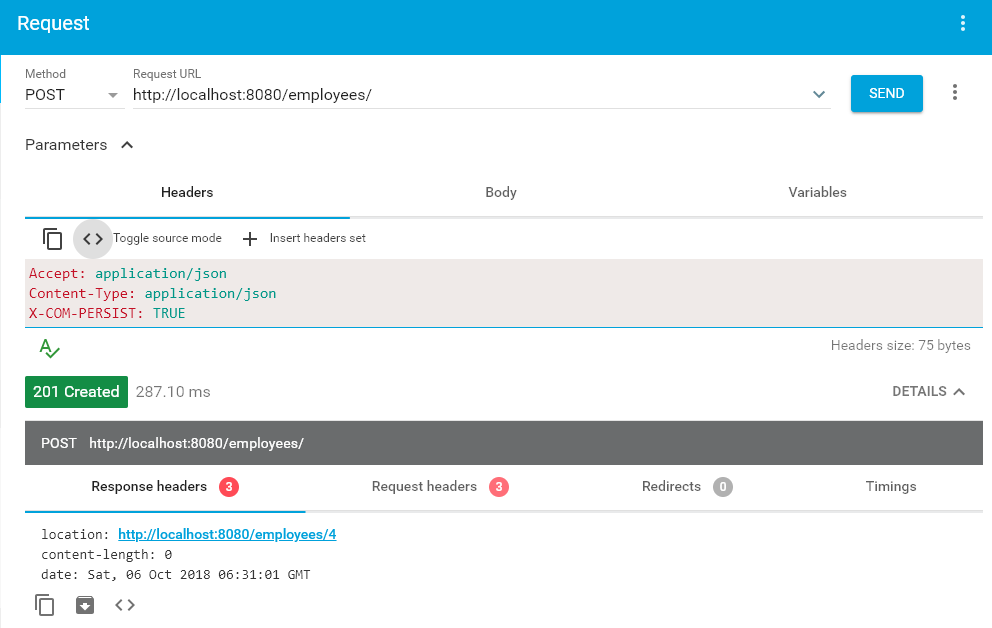 Request
Method
Request URL
POST
http://localhost:8080/employees/
SEND
Parameters
Headers
Body
Variables
Toggle source mode
Insert headers set
Accept: application/json
Content-Type: application/json
X-COM-PERSIST: TRUE
Headers size: 75 bytes
201 Created
287.10 ms
DETAILS
POST http://localhost:8080/employees/
Response headers 3
Request headers 3
Redirects 0
Timings
location: http://localhost:8080/employees/4
content-length: 0
date: Sat, 06 Oct 2018 06:31:01 GMT